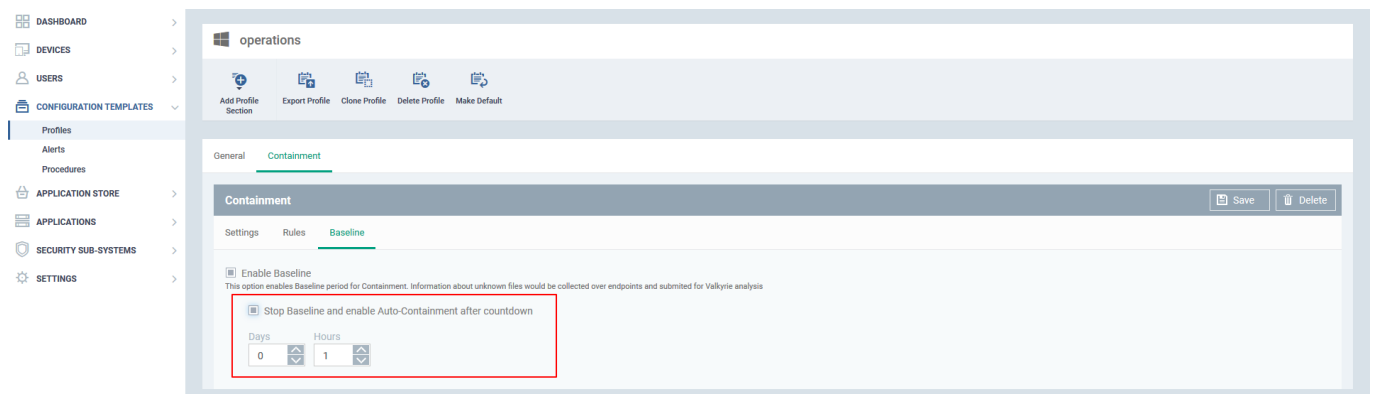 DASHBOARD
DEVICES
USERS
CONFIGURATION TEMPLATES
Profiles
Alerts
Procedures
APPLICATION STORE
APPLICATIONS
SECURITY SUB-SYSTEMS
SETTINGS
operations
Add Profile Section
Export Profile
Clone Profile
Delete Profile
Make Default
General Containment
Containment
Save Delete
Settings Rules Baseline
Enable Baseline
This option enables Baseline period for Containment. Information about unknown files would be collected over endpoints and submited for Valkyrie analysis
Stop Baseline and enable Auto-Containment after countdown
Days Hours
0 1